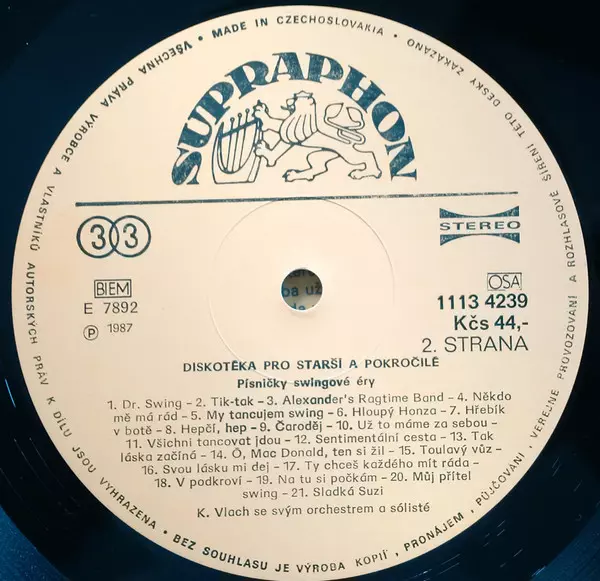 MADE IN CZECHOSLOVAKIA • VŠECHNA PRÁVA VÝROBCE A VLASTNÍKŮ AUTORSKÝCH PRÁV K DÍLU JSOU VYHRAZENA • BEZ SOUHLASU JE VÝROBA KOPIÍ, PRONÁJEM, PŮJČOVÁNÍ, VEŘEJNÉ PROVOZOVÁNÍ A ROZHLASOVÉ ŠÍŘENÍ TÉTO DESKY ZAKÁZÁNO •
SUPRAPHON
33
STEREO
BIEM
E 7892
Ⓟ 1987
OSA
1113 4239
Kčs 44,-
2. STRANA
DISKOTÉKA PRO STARŠÍ A POKROČILÉ
Písničky swingové éry
1. Dr. Swing - 2. Tik-tak - 3. Alexander's Ragtime Band - 4. Někdo
mě má rád - 5. My tancujem swing - 6. Hloupý Honza - 7. Hřebík
v botě - 8. Hepčí, hep - 9. Čaroděj - 10. Už to máme za sebou -
11. Všichni tancovat jdou - 12. Sentimentální cesta - 13. Tak
láska začíná - 14. Ó, Mac Donald, ten si žil - 15. Toulavý vůz -
16. Svou lásku mi dej - 17. Ty chceš každého mít ráda -
18. V podkroví - 19. Na tu si počkám - 20. Můj přítel
swing - 21. Sladká Suzi
K. Vlach se svým orchestrem a sólisté